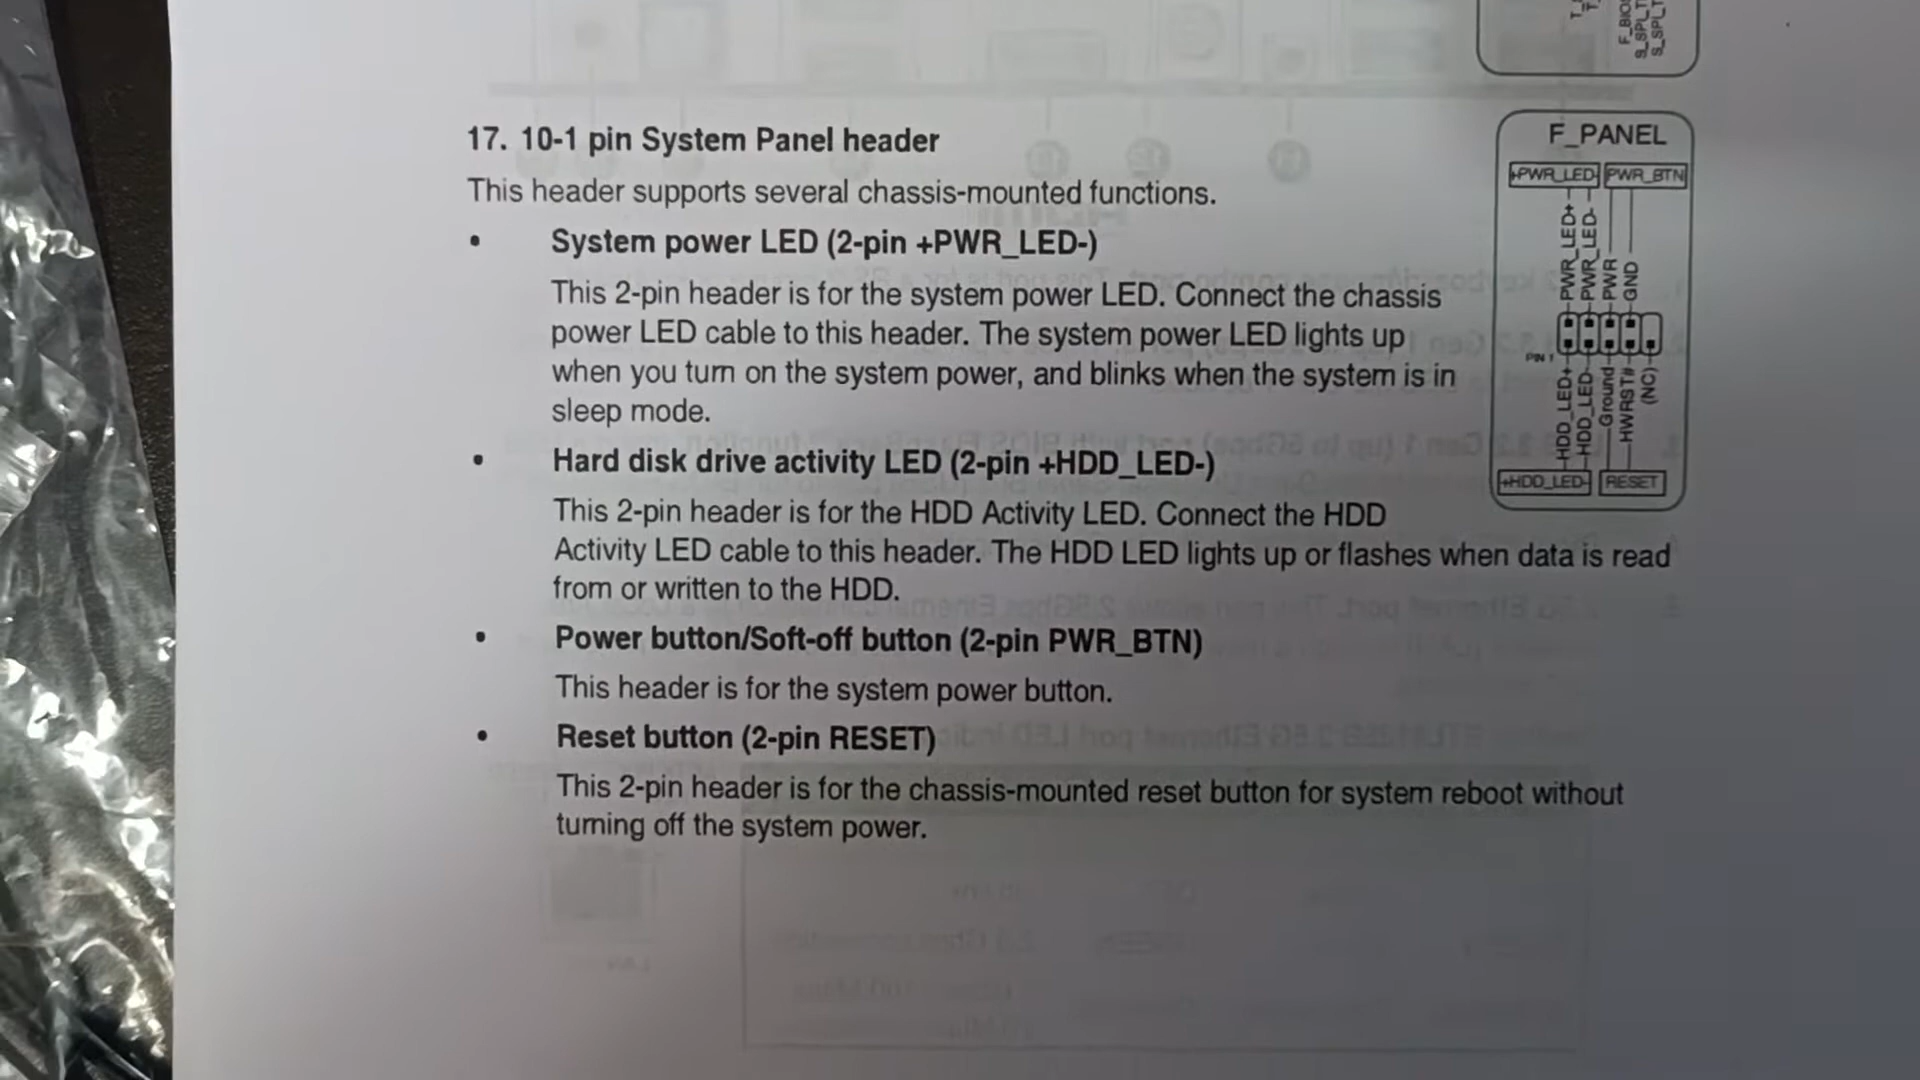 F_BIO
S_SPI_T
S_SPI_T
17. 10-1 pin System Panel header
This header supports several chassis-mounted functions.
• System power LED (2-pin +PWR_LED-)
This 2-pin header is for the system power LED. Connect the chassis
power LED cable to this header. The system power LED lights up
when you turn on the system power, and blinks when the system is in
sleep mode.
• Hard disk drive activity LED (2-pin +HDD_LED-)
This 2-pin header is for the HDD Activity LED. Connect the HDD
Activity LED cable to this header. The HDD LED lights up or flashes when data is read
from or written to the HDD.
• Power button/Soft-off button (2-pin PWR_BTN)
This header is for the system power button.
• Reset button (2-pin RESET)
This 2-pin header is for the chassis-mounted reset button for system reboot without
turning off the system power.
F_PANEL
+PWR_LED- PWR_BTN
PWR_LED+
PWR_LED-
PWR
GND
PIN 1
HDD_LED+
HDD_LED-
Ground
HWRST#
(NC)
+HDD_LED- RESET